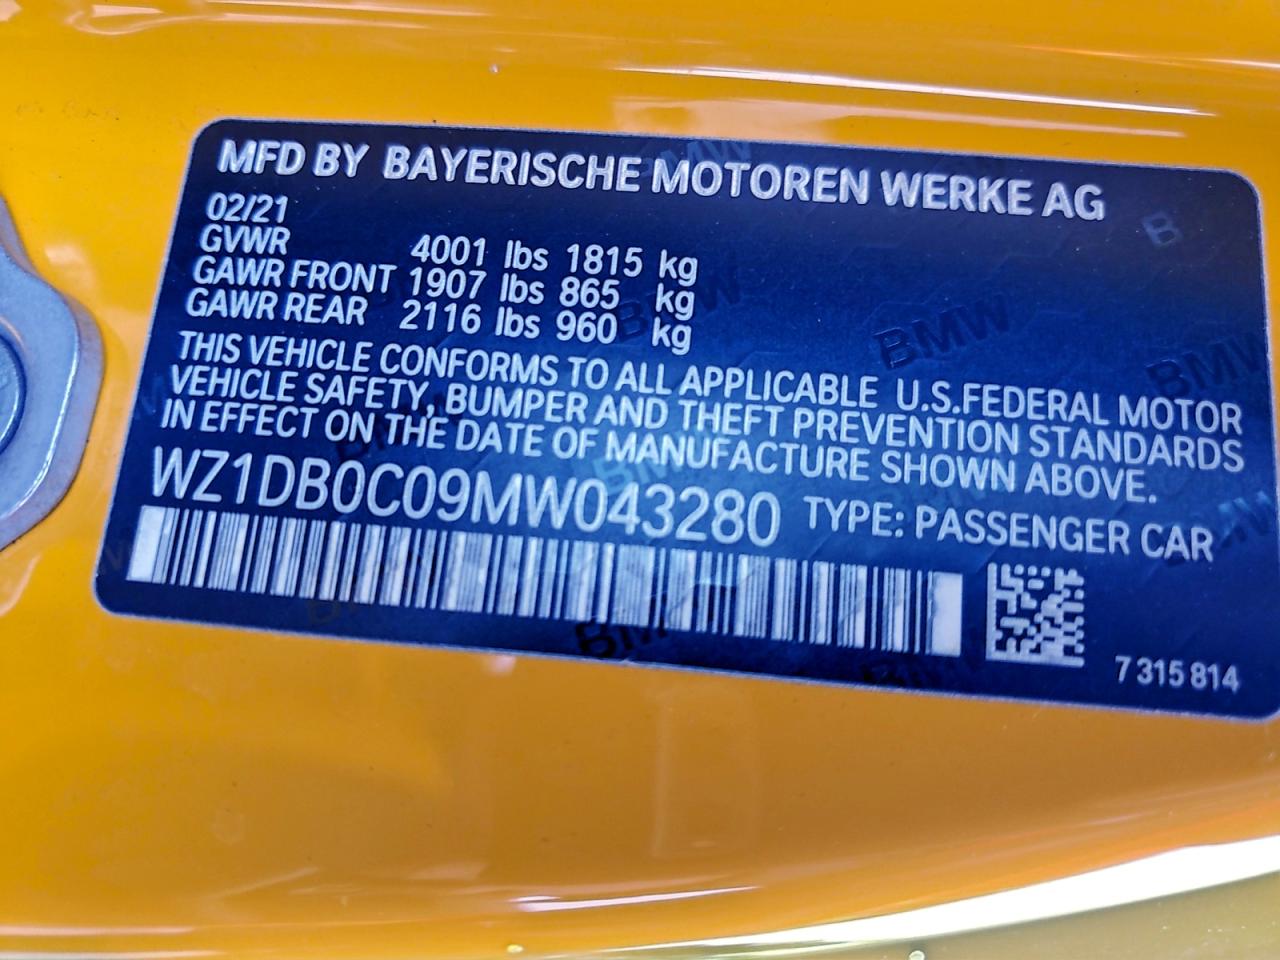 MFD BY BAYERISCHE MOTOREN WERKE AG
02/21
GVWR 4001 lbs 1815 kg
GAWR FRONT 1907 lbs 865 kg
GAWR REAR 2116 lbs 960 kg
THIS VEHICLE CONFORMS TO ALL APPLICABLE U.S.FEDERAL MOTOR
VEHICLE SAFETY, BUMPER AND THEFT PREVENTION STANDARDS
IN EFFECT ON THE DATE OF MANUFACTURE SHOWN ABOVE.
WZ1DB0C09MW043280 TYPE: PASSENGER CAR
7 315 814